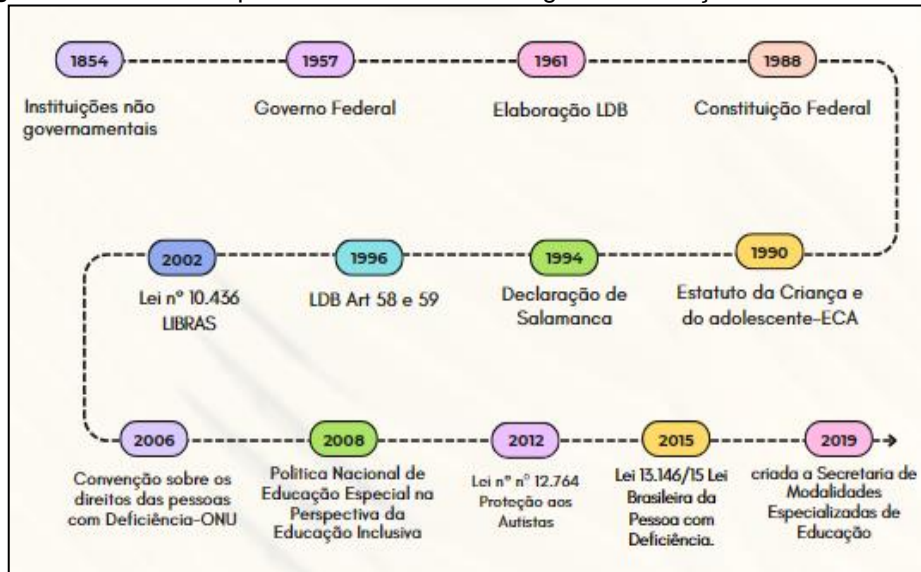 1854
Instituições não
governamentais
1957
Governo Federal
1961
Elaboração LDB
1988
Constituição Federal
1990
Estatuto da Criança e
do adolescente-ECA
1994
Declaração de
Salamanca
1996
LDB Art 58 e 59
2002
Lei nº 10.436
LIBRAS
2006
Convenção sobre os
direitos das pessoas
com Deficiência-ONU
2008
Politica Nacional de
Educação Especial na
Perspectiva da
Educação Inclusiva
2012
Lei nº nº 12.764
Proteção aos
Autistas
2015
Lei 13.146/15 Lei
Brasileira da
Pessoa com
Deficiência.
2019
criada a Secretaria de
Modalidades
Especializadas de
Educação